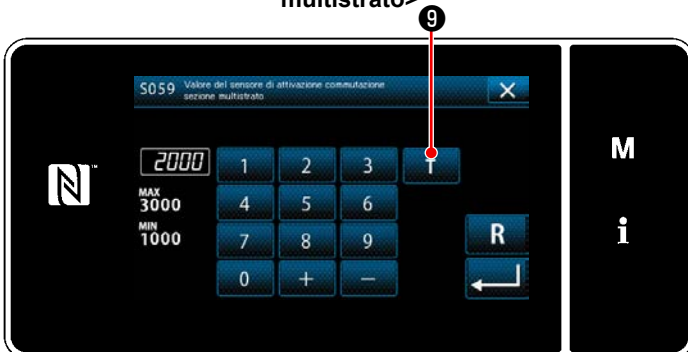 multistrato>
❾
S059 Valore del sensore di attivazione commutazione
sezione multistrato
2000
1 2 3 T
MAX
3000
4 5 6
MIN
1000
7 8 9 R
0 + −
M
i
N